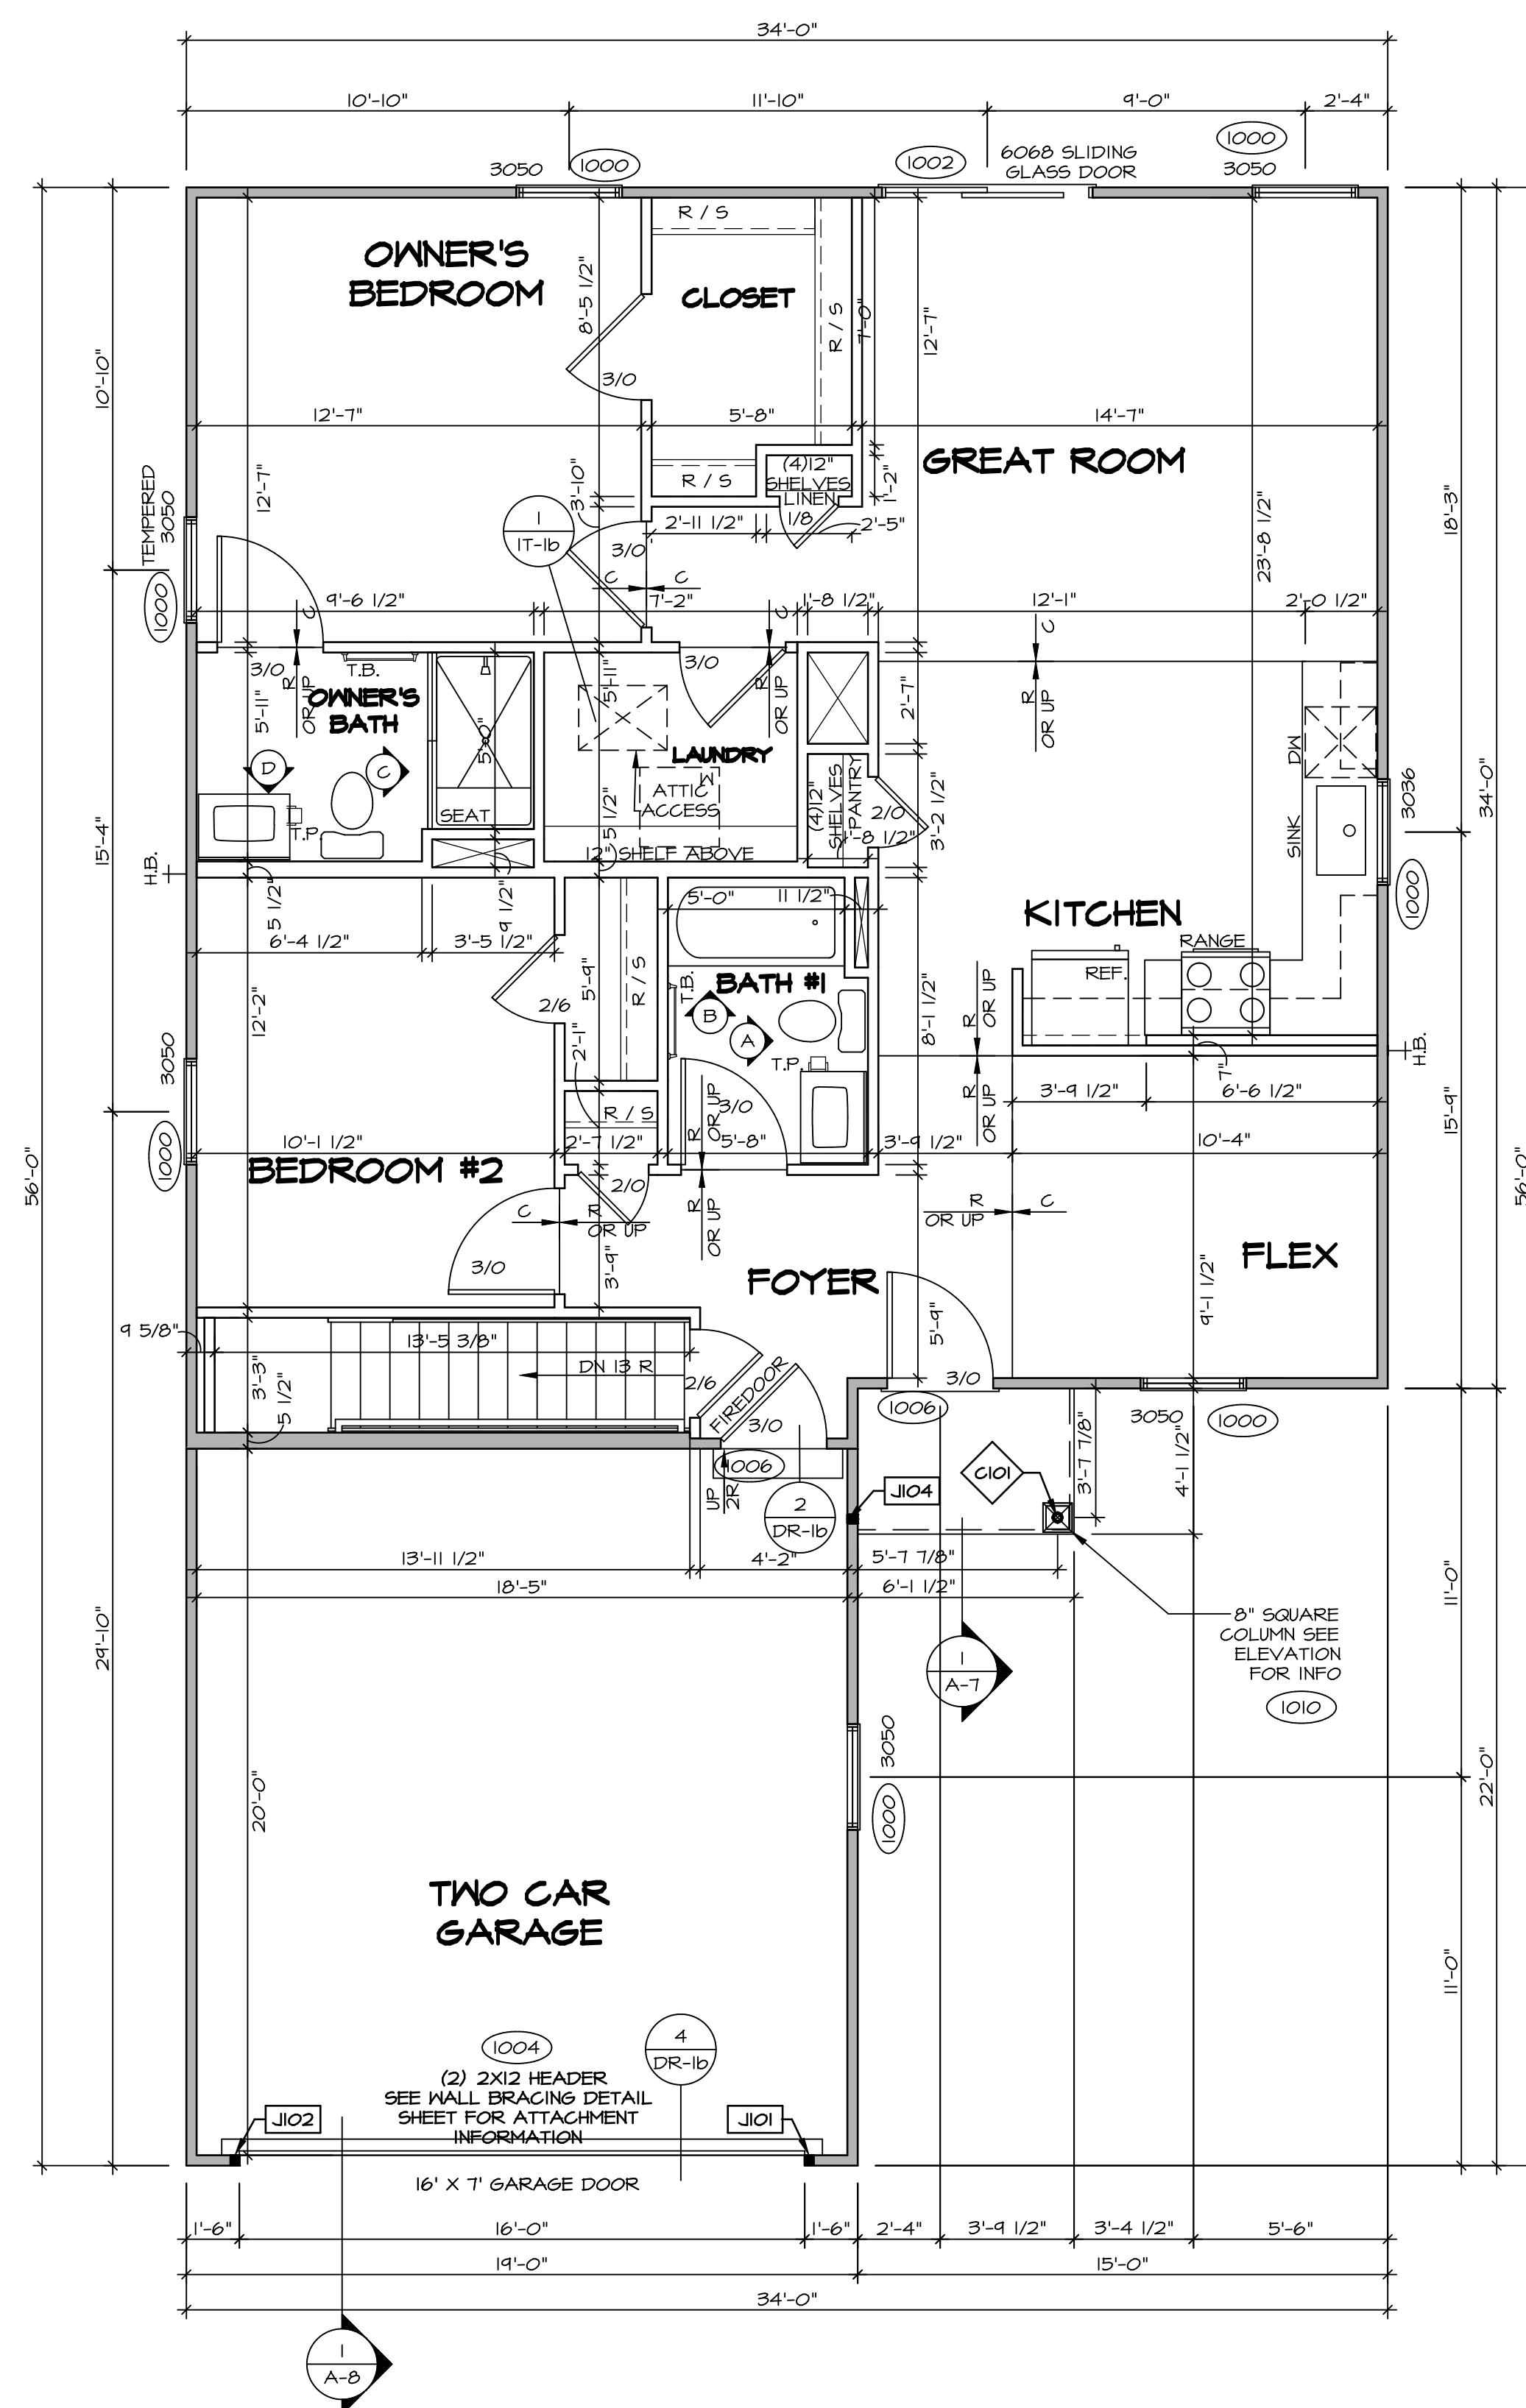 34'-0"
10'-10"
11'-10"
9'-0"
2'-4"
3050
1000
1002
6068 SLIDING
GLASS DOOR
1000
3050
R / S
OWNER'S
BEDROOM
8'-5 1/2"
CLOSET
R / S
7'-0"
12'-7"
10'-10"
3/0
12'-7"
5'-8"
14'-7"
GREAT ROOM
TEMPERED
3050
1000
12'-7"
3'-10"
R / S
(4)12"
SHELVES
LINEN
1/8
1'-2"
2'-11 1/2"
2'-5"
1
IT-1b
3/0
23'-8 1/2"
18'-3"
C
C
9'-6 1/2"
7'-2"
1'-8 1/2"
12'-1"
2'-0 1/2"
C
R
OR UP
C
R
OR UP
C
R
OR UP
3/0
T.B.
5'-11"
OWNER'S
BATH
5'-11"
3/0
2'-7"
5'-0"
LAUNDRY
D
C
W
ATTIC
ACCESS
SEAT
T.P.
5 1/2"
12" SHELF ABOVE
(4)12"
SHELVES
PANTRY
2/0
1'-8 1/2"
3'-2 1/2"
DW
SINK
3036
1000
34'-0"
15'-4"
H.B.
5 1/2"
9 1/2"
6'-4 1/2"
3'-5 1/2"
5'-0"
11 1/2"
KITCHEN
RANGE
REF.
12'-2"
2/6
5'-9"
R / S
T.B.
BATH #1
B
A
T.P.
8'-1 1/2"
R
OR UP
R
OR UP
7"
H.B.
3050
1000
2'-1"
R / S
3/0
R
OR UP
R
OR UP
3'-9 1/2"
6'-6 1/2"
15'-9"
10'-1 1/2"
2'-7 1/2"
5'-8"
3'-9 1/2"
10'-4"
BEDROOM #2
2/0
C
R
OR UP
R
OR UP
C
56'-0"
56'-0"
3/0
3'-9"
FOYER
FLEX
5'-9"
9'-1 1/2"
9 5/8"
13'-5 3/8"
DN 13 R
3'-3"
5 1/2"
2/6
FIREDOOR
3/0
3/0
1006
3050
1000
1006
UP
2R
2
DR-1b
J104
C101
3'-7 7/8"
4'-1 1/2"
13'-11 1/2"
4'-2"
5'-7 7/8"
18'-5"
6'-1 1/2"
8" SQUARE
COLUMN SEE
ELEVATION
FOR INFO
1010
1
A-7
29'-10"
11'-0"
3050
1000
20'-0"
22'-0"
TWO CAR
GARAGE
11'-0"
1004
4
DR-1b
(2) 2X12 HEADER
SEE WALL BRACING DETAIL
SHEET FOR ATTACHMENT
INFORMATION
J102
J101
16' X 7' GARAGE DOOR
1'-6"
16'-0"
1'-6"
2'-4"
3'-9 1/2"
3'-4 1/2"
5'-6"
19'-0"
15'-0"
34'-0"
1
A-8